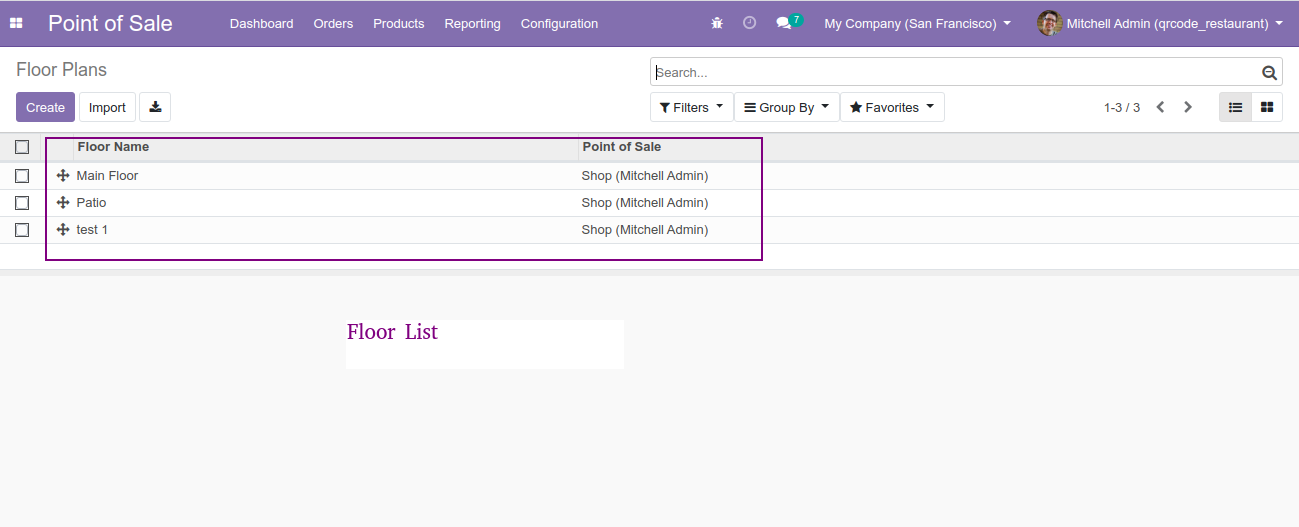 Point of Sale Dashboard Orders Products Reporting Configuration 7 My Company (San Francisco) Mitchell Admin (qrcode_restaurant)
Floor Plans
Search...
Create Import
Filters Group By Favorites 1-3 / 3
Floor Name Point of Sale
Main Floor Shop (Mitchell Admin)
Patio Shop (Mitchell Admin)
test 1 Shop (Mitchell Admin)
Floor List